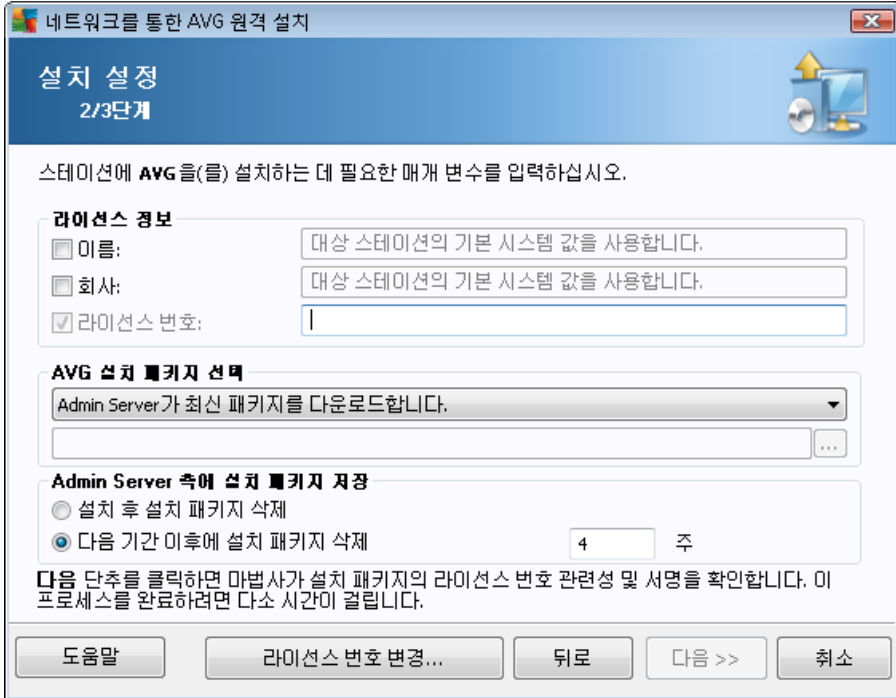 네트워크를 통한 AVG 원격 설치
설치 설정
2/3단계
스테이션에 AVG을(를) 설치하는 데 필요한 매개 변수를 입력하십시오.
라이선스 정보
이름: 대상 스테이션의 기본 시스템 값을 사용합니다.
회사: 대상 스테이션의 기본 시스템 값을 사용합니다.
라이선스 번호:
AVG 설치 패키지 선택
Admin Server가 최신 패키지를 다운로드합니다.
...
Admin Server 측에 설치 패키지 저장
설치 후 설치 패키지 삭제
다음 기간 이후에 설치 패키지 삭제 4 주
다음 단추를 클릭하면 마법사가 설치 패키지의 라이선스 번호 관련성 및 서명을 확인합니다. 이
프로세스를 완료하려면 다소 시간이 걸립니다.
도움말 라이선스 번호 변경... 뒤로 다음 >> 취소